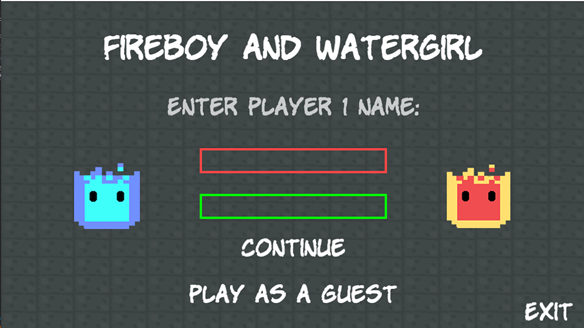 FIREBOY AND WATERGIRL
ENTER PLAYER 1 NAME:
CONTINUE
PLAY AS A GUEST
EXIT